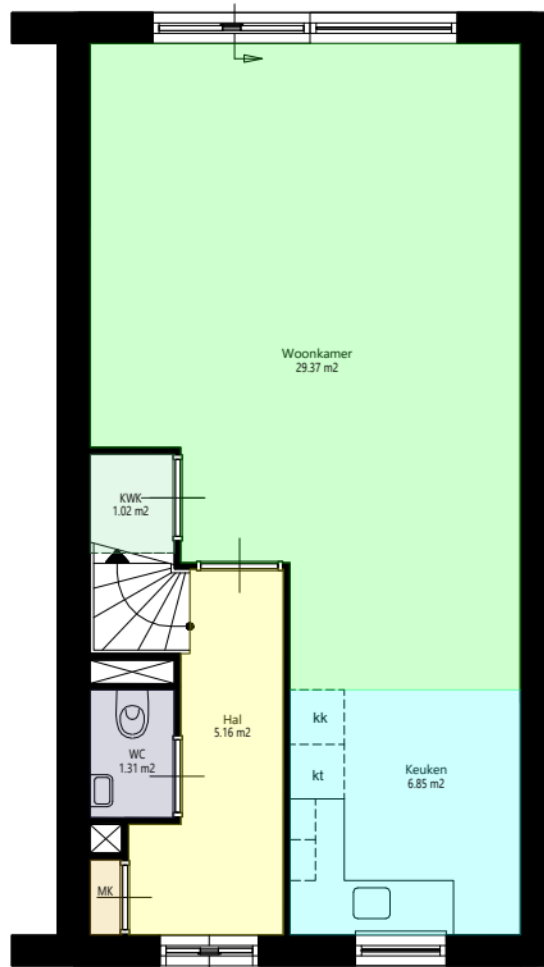 Woonkamer
29.37 m2
KWK
1.02 m2
Hal
5.16 m2
kk
WC
1.31 m2
kt
Keuken
6.85 m2
MK